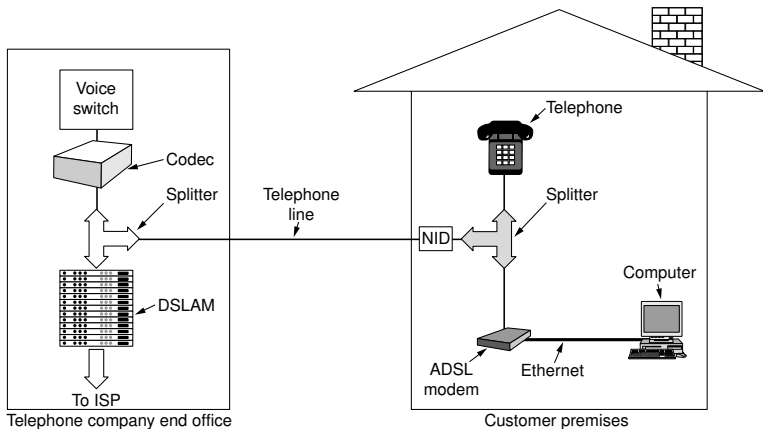 Voice
switch
Codec
Splitter
DSLAM
To ISP
Telephone company end office
Telephone
line
Telephone
NID
Splitter
Computer
ADSL
modem
Ethernet
Customer premises